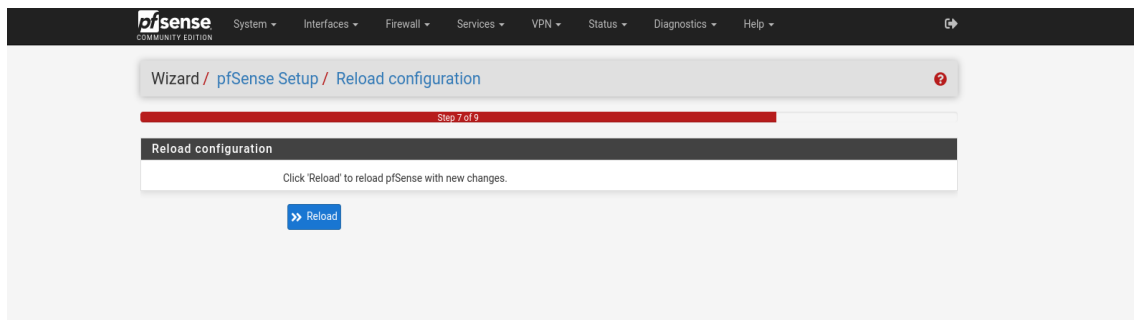 pfsense System Interfaces Firewall Services VPN Status Diagnostics Help
COMMUNITY EDITION
Wizard / pfSense Setup / Reload configuration
Step 7 of 9
Reload configuration
Click 'Reload' to reload pfSense with new changes.
Reload